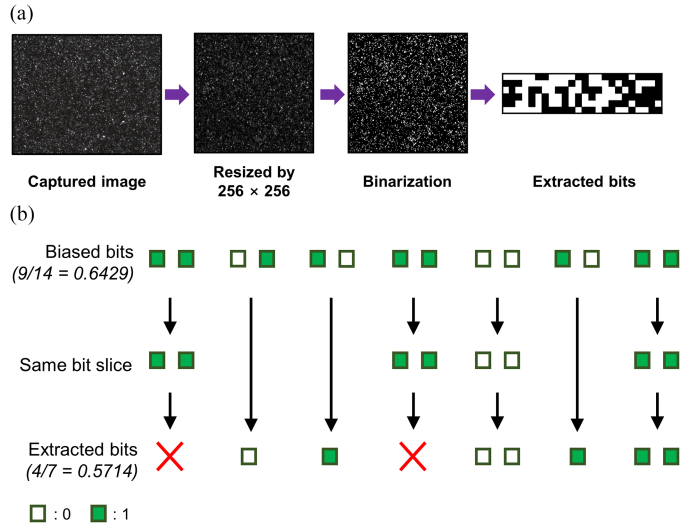 (a)
Captured image
Resized by
256 × 256
Binarization
Extracted bits
(b)
Biased bits
(9/14 = 0.6429)
Same bit slice
Extracted bits
(4/7 = 0.5714)
: 0 : 1